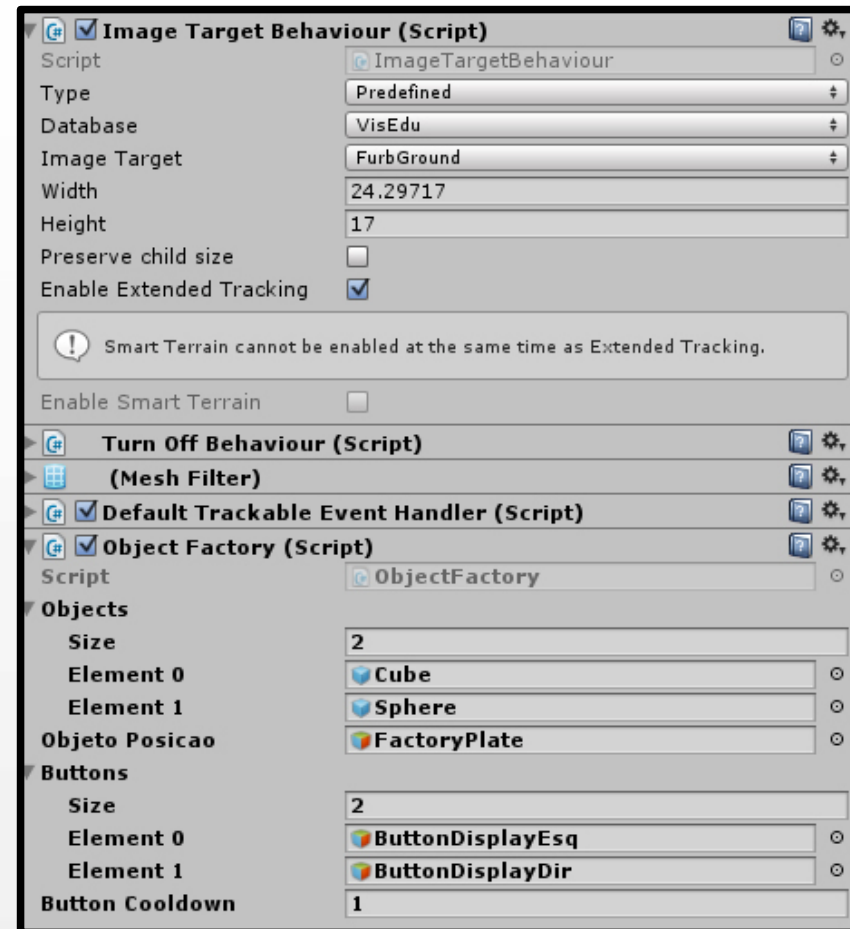 Image Target Behaviour (Script)
Script ImageTargetBehaviour
Type Predefined
Database VisEdu
Image Target FurbGround
Width 24.29717
Height 17
Preserve child size
Enable Extended Tracking
Smart Terrain cannot be enabled at the same time as Extended Tracking.
Enable Smart Terrain
Turn Off Behaviour (Script)
(Mesh Filter)
Default Trackable Event Handler (Script)
Object Factory (Script)
Script ObjectFactory
Objects
Size 2
Element 0 Cube
Element 1 Sphere
Objeto Posicao FactoryPlate
Buttons
Size 2
Element 0 ButtonDisplayEsq
Element 1 ButtonDisplayDir
Button Cooldown 1